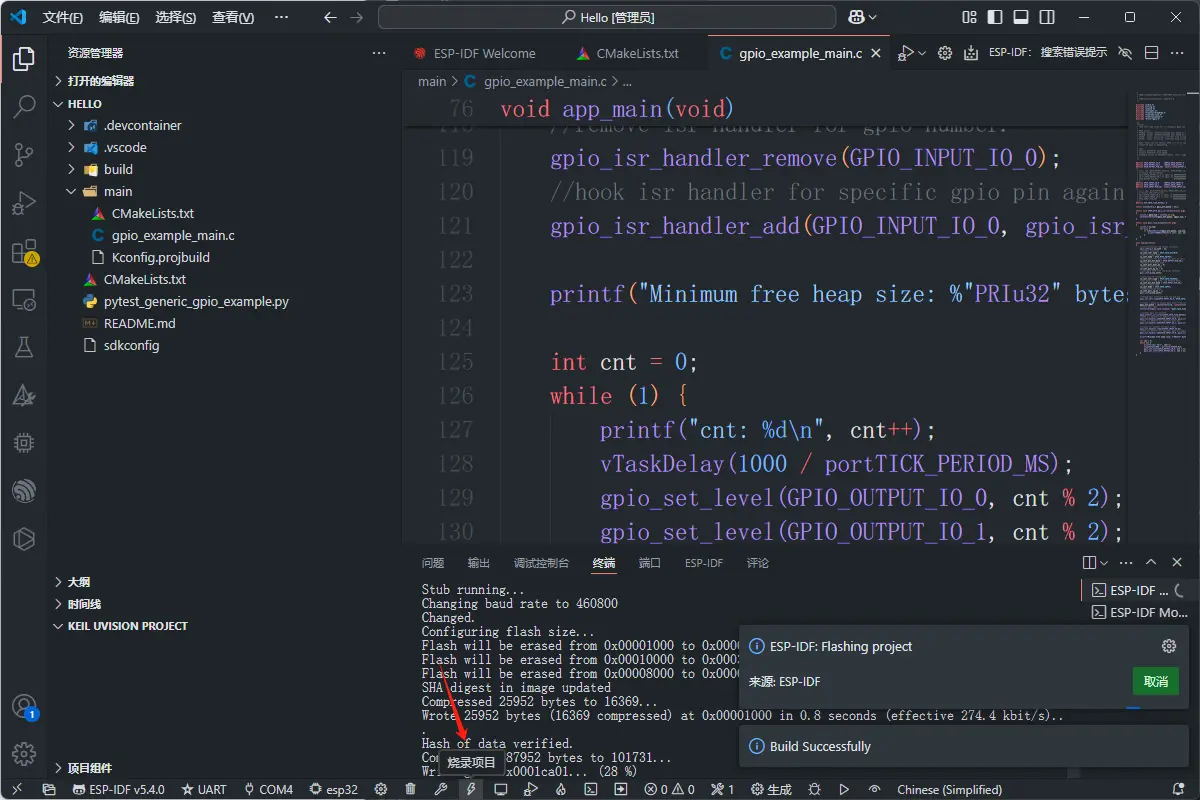 文件(F) 编辑(E) 选择(S) 查看(V) ··· Hello [管理员]
资源管理器 ···
打开的编辑器
HELLO
.devcontainer
.vscode
build
main
CMakeLists.txt
gpio_example_main.c
Kconfig.projbuild
CMakeLists.txt
pytest_generic_gpio_example.py
README.md
sdkconfig
大纲
时间线
KEIL UVISION PROJECT
项目组件
ESP-IDF Welcome CMakeLists.txt gpio_example_main.c ESP-IDF: 搜索错误提示
main > gpio_example_main.c > ...
76 void app_main(void)
118 //remove isr handler for gpio number.
119 gpio_isr_handler_remove(GPIO_INPUT_IO_0);
120 //hook isr handler for specific gpio pin again
121 gpio_isr_handler_add(GPIO_INPUT_IO_0, gpio_isr_
122
123 printf("Minimum free heap size: %"PRIu32" byte
124
125 int cnt = 0;
126 while (1) {
127 printf("cnt: %d\n", cnt++);
128 vTaskDelay(1000 / portTICK_PERIOD_MS);
129 gpio_set_level(GPIO_OUTPUT_IO_0, cnt % 2);
130 gpio_set_level(GPIO_OUTPUT_IO_1, cnt % 2);
问题 输出 调试控制台 终端 端口 ESP-IDF 评论
Stub running...
Changing baud rate to 460800
Changed.
Configuring flash size...
Flash will be erased from 0x00001000 to 0x000
Flash will be erased from 0x00010000 to 0x000
Flash will be erased from 0x00008000 to 0x000
SHA digest in image updated
Compressed 25952 bytes to 16369...
Wrote 25952 bytes (16369 compressed) at 0x00001000 in 0.8 seconds (effective 274.4 kbit/s)..
.
Hash of data verified.
Co 87952 bytes to 101731...
Wri 0x0001ca01... (28 %)
烧录项目
ESP-IDF ...
ESP-IDF Mo...
ESP-IDF: Flashing project
来源: ESP-IDF
取消
Build Successfully
1
ESP-IDF v5.4.0 UART COM4 esp32 0 0 1 生成 Chinese (Simplified)